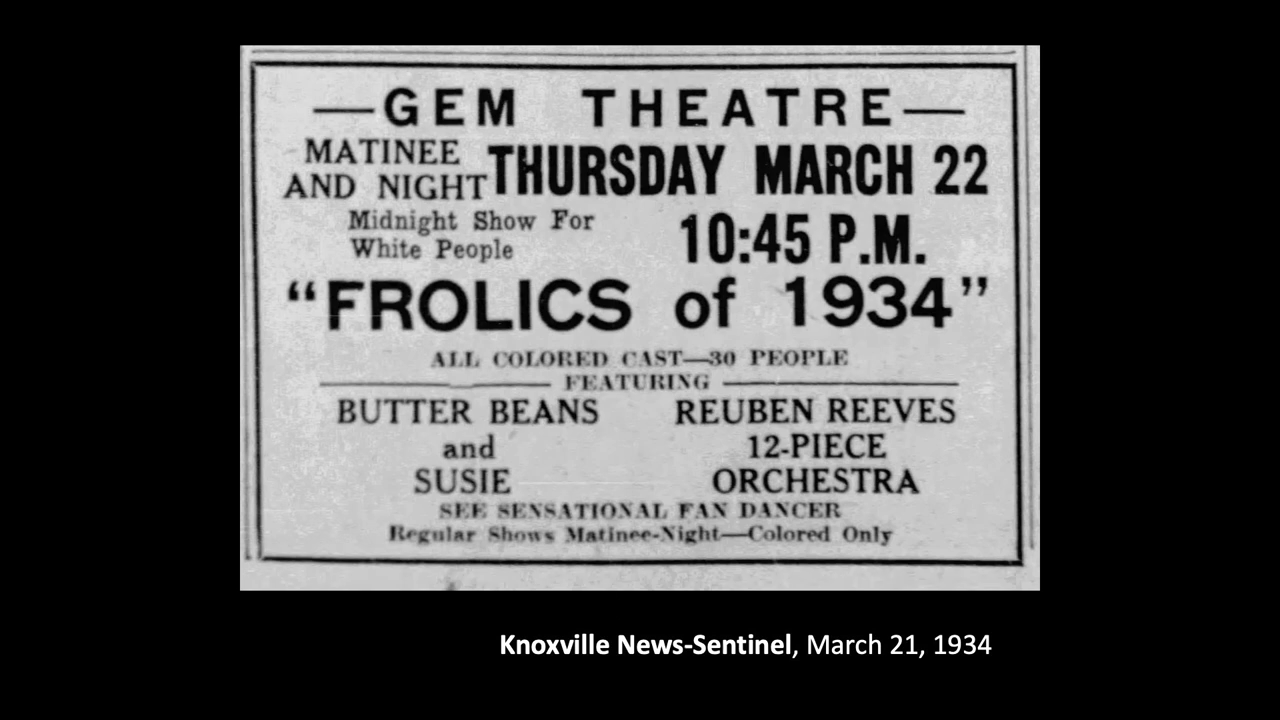 —GEM THEATRE—
MATINEE AND NIGHT THURSDAY MARCH 22
Midnight Show For White People 10:45 P.M.
“FROLICS of 1934”
ALL COLORED CAST—30 PEOPLE
FEATURING
BUTTER BEANS and SUSIE
REUBEN REEVES 12-PIECE ORCHESTRA
SEE SENSATIONAL FAN DANCER
Regular Shows Matinee-Night—Colored Only
Knoxville News-Sentinel, March 21, 1934